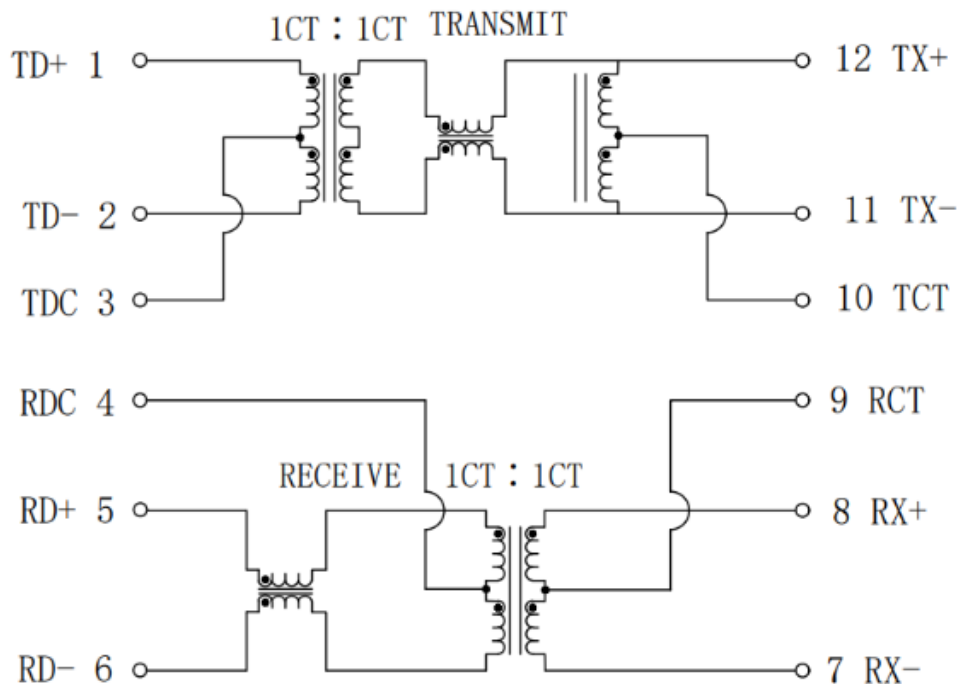 1CT : 1CT TRANSMIT
TD+ 1
12 TX+
TD- 2
11 TX-
TDC 3
10 TCT
RDC 4
9 RCT
RECEIVE 1CT : 1CT
RD+ 5
8 RX+
RD- 6
7 RX-